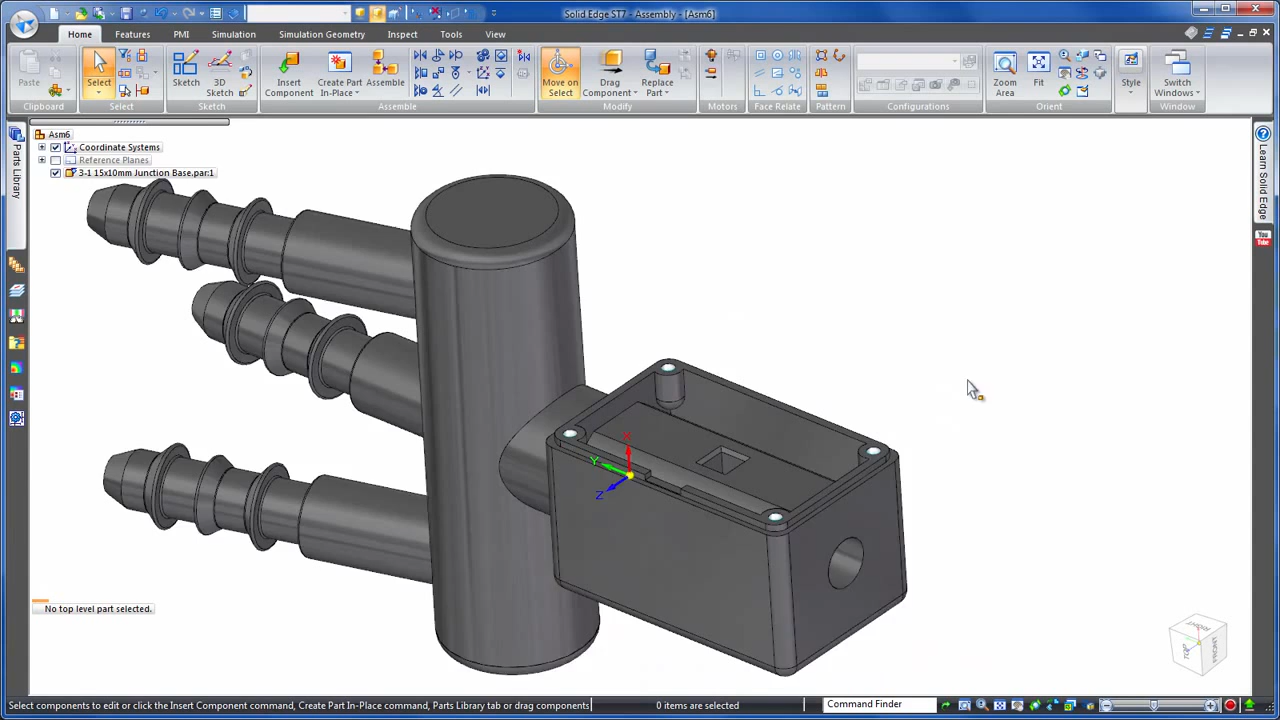 Solid Edge ST7 - Assembly - [Asm6]
Home
Features
PMI
Simulation
Simulation Geometry
Inspect
Tools
View
Paste
Select
Sketch
3D Sketch
Insert Component
Create Part In-Place
Assemble
Move on Select
Drag Component
Replace Part
Zoom Area
Fit
Style
Switch Windows
Clipboard
Select
Sketch
Assemble
Modify
Motors
Face Relate
Pattern
Configurations
Orient
Window
Asm6
Coordinate Systems
Reference Planes
3-1 15x10mm Junction Base.par:1
Parts Library
Learn Solid Edge
You Tube
X
Y
Z
No top level part selected.
RIGHT
TOP
FRONT
Select components to edit or click the Insert Component command, Create Part In-Place command, Parts Library tab or drag components
0 items are selected
Command Finder